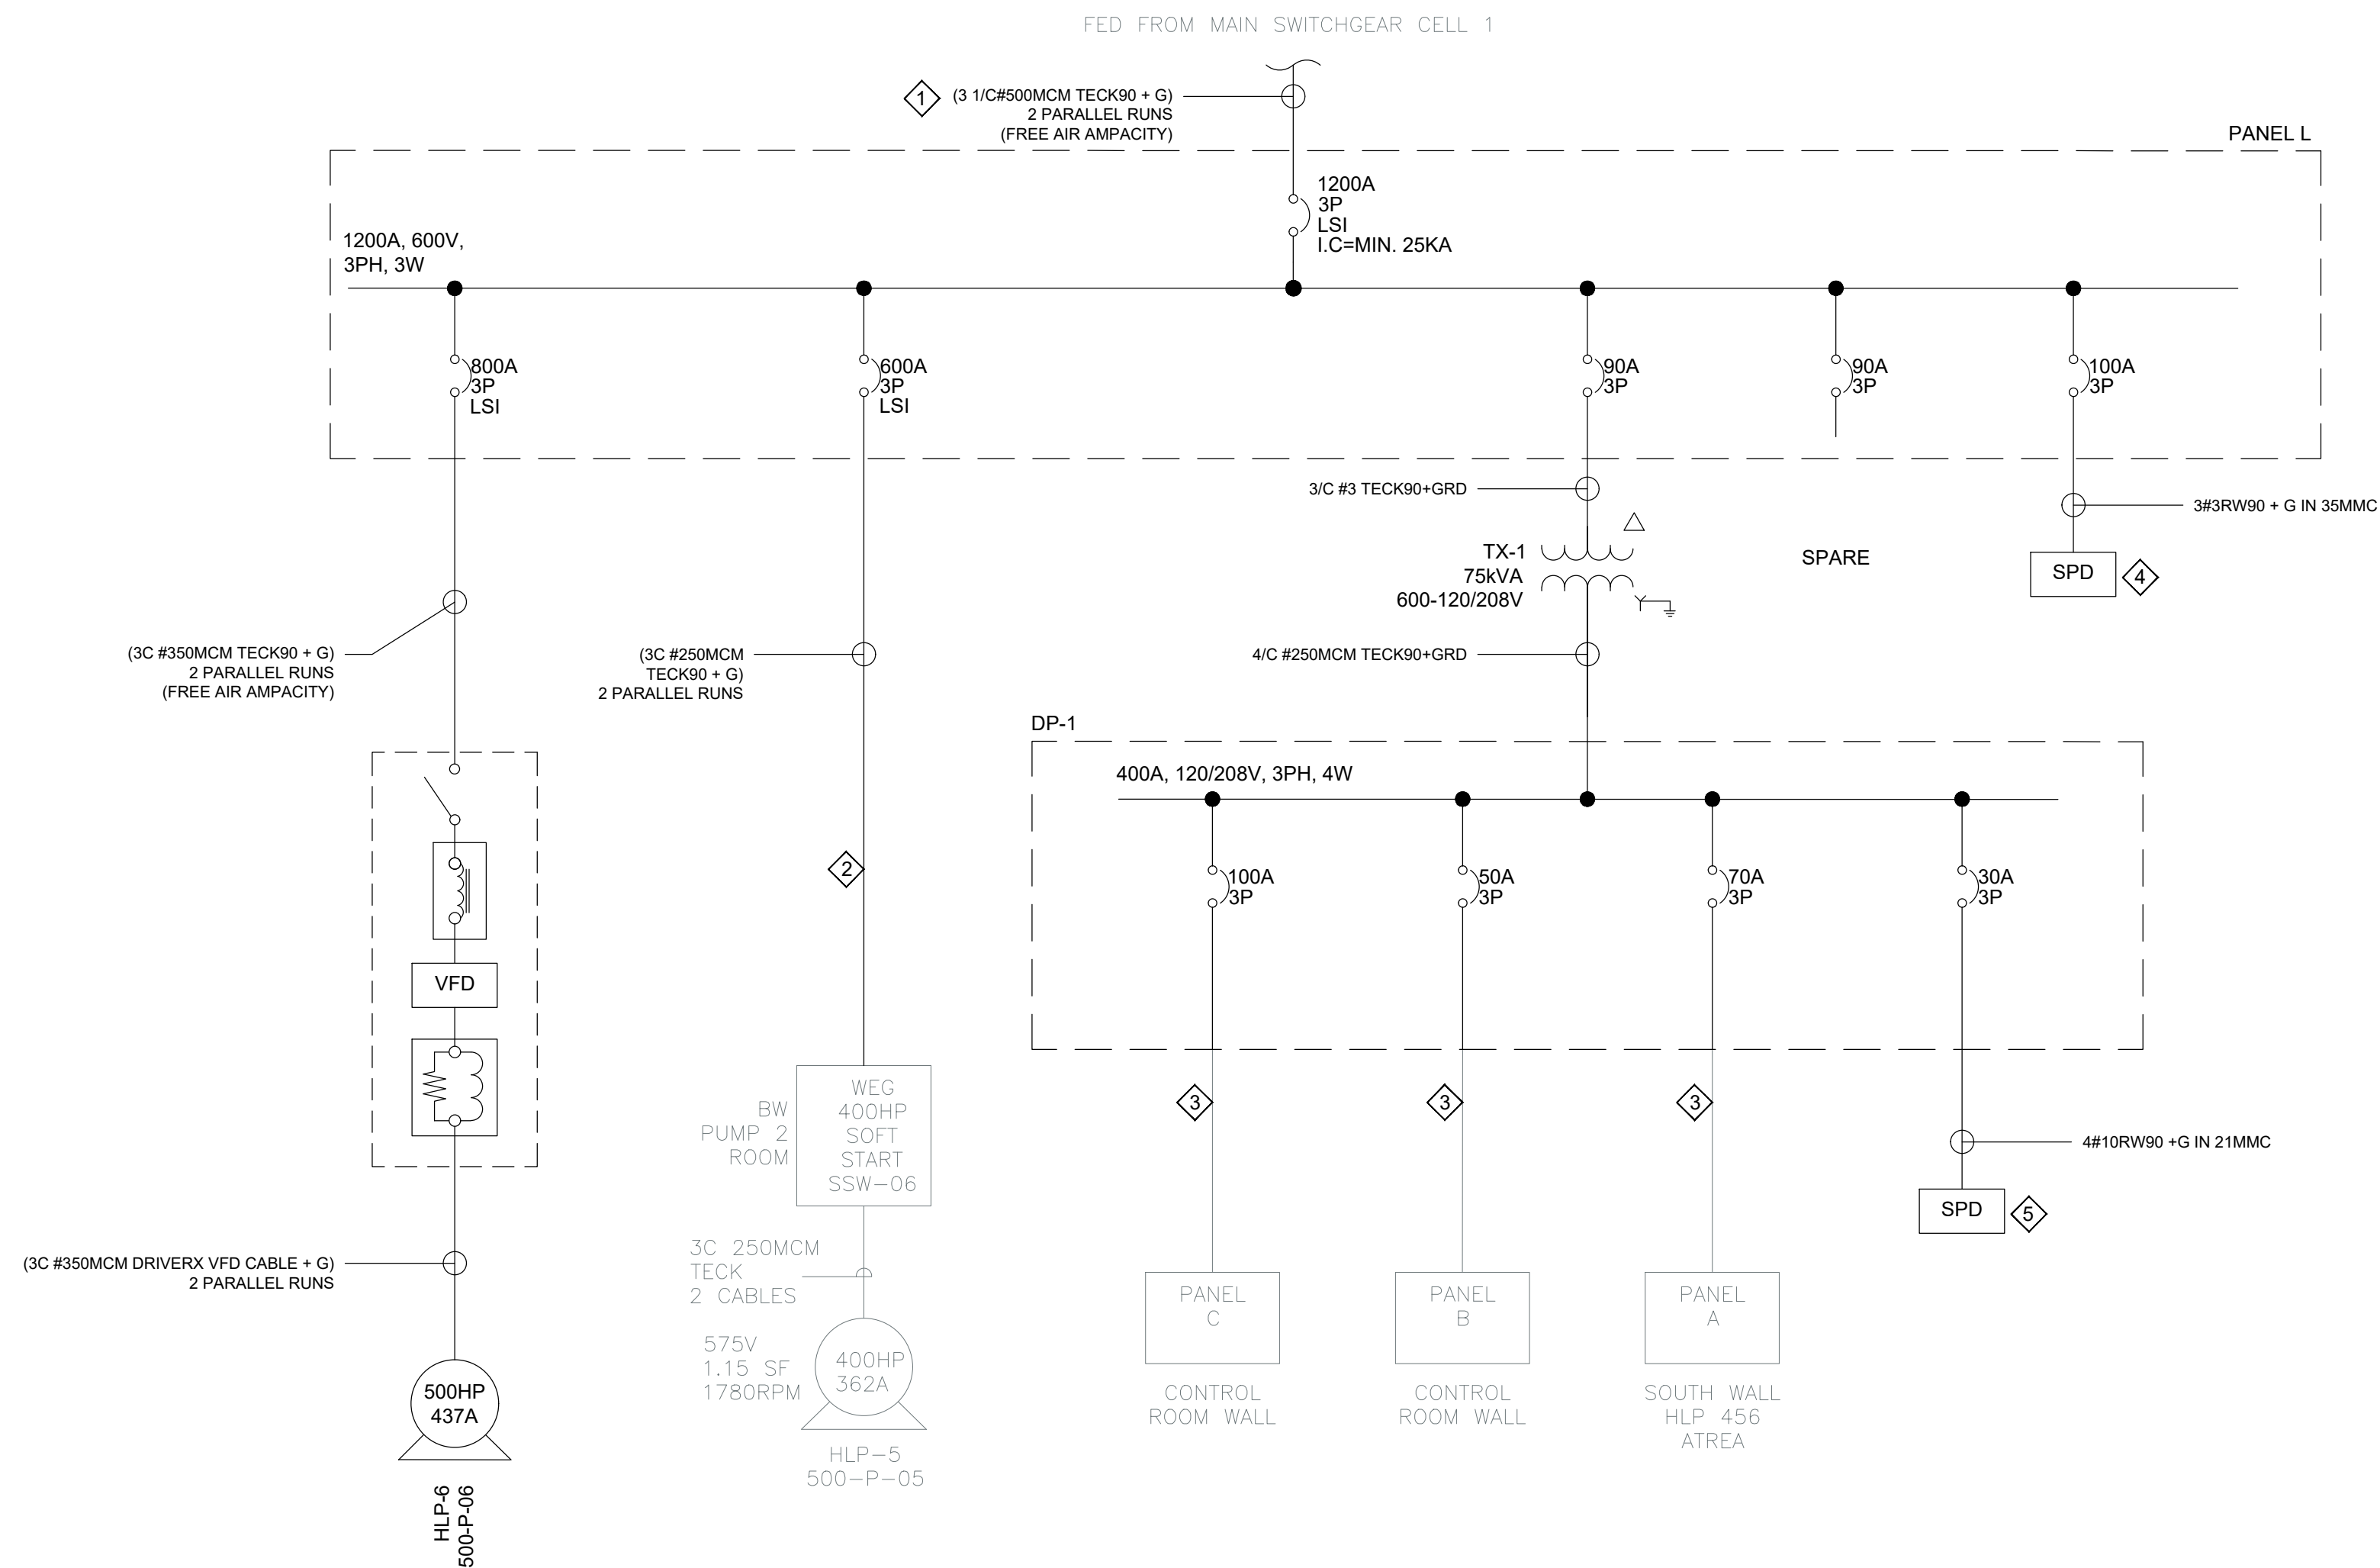 FED FROM MAIN SWITCHGEAR CELL 1
1
(3 1/C#500MCM TECK90 + G)
2 PARALLEL RUNS
(FREE AIR AMPACITY)
PANEL L
1200A
3P
LSI
I.C=MIN. 25KA
1200A, 600V,
3PH, 3W
800A
3P
LSI
600A
3P
LSI
90A
3P
90A
3P
100A
3P
3/C #3 TECK90+GRD
3#3RW90 + G IN 35MMC
TX-1
75kVA
600-120/208V
SPARE
SPD
4
(3C #350MCM TECK90 + G)
2 PARALLEL RUNS
(FREE AIR AMPACITY)
(3C #250MCM
TECK90 + G)
2 PARALLEL RUNS
4/C #250MCM TECK90+GRD
DP-1
400A, 120/208V, 3PH, 4W
2
100A
3P
50A
3P
70A
3P
30A
3P
VFD
BW
PUMP 2
ROOM
WEG
400HP
SOFT
START
SSW-06
3
3
3
4#10RW90 +G IN 21MMC
SPD
5
(3C #350MCM DRIVERX VFD CABLE + G)
2 PARALLEL RUNS
3C 250MCM
TECK
2 CABLES
PANEL
C
PANEL
B
PANEL
A
575V
1.15 SF
1780RPM
400HP
362A
500HP
437A
CONTROL
ROOM WALL
CONTROL
ROOM WALL
SOUTH WALL
HLP 456
ATREA
HLP-5
500-P-05
HLP-6
500-P-06